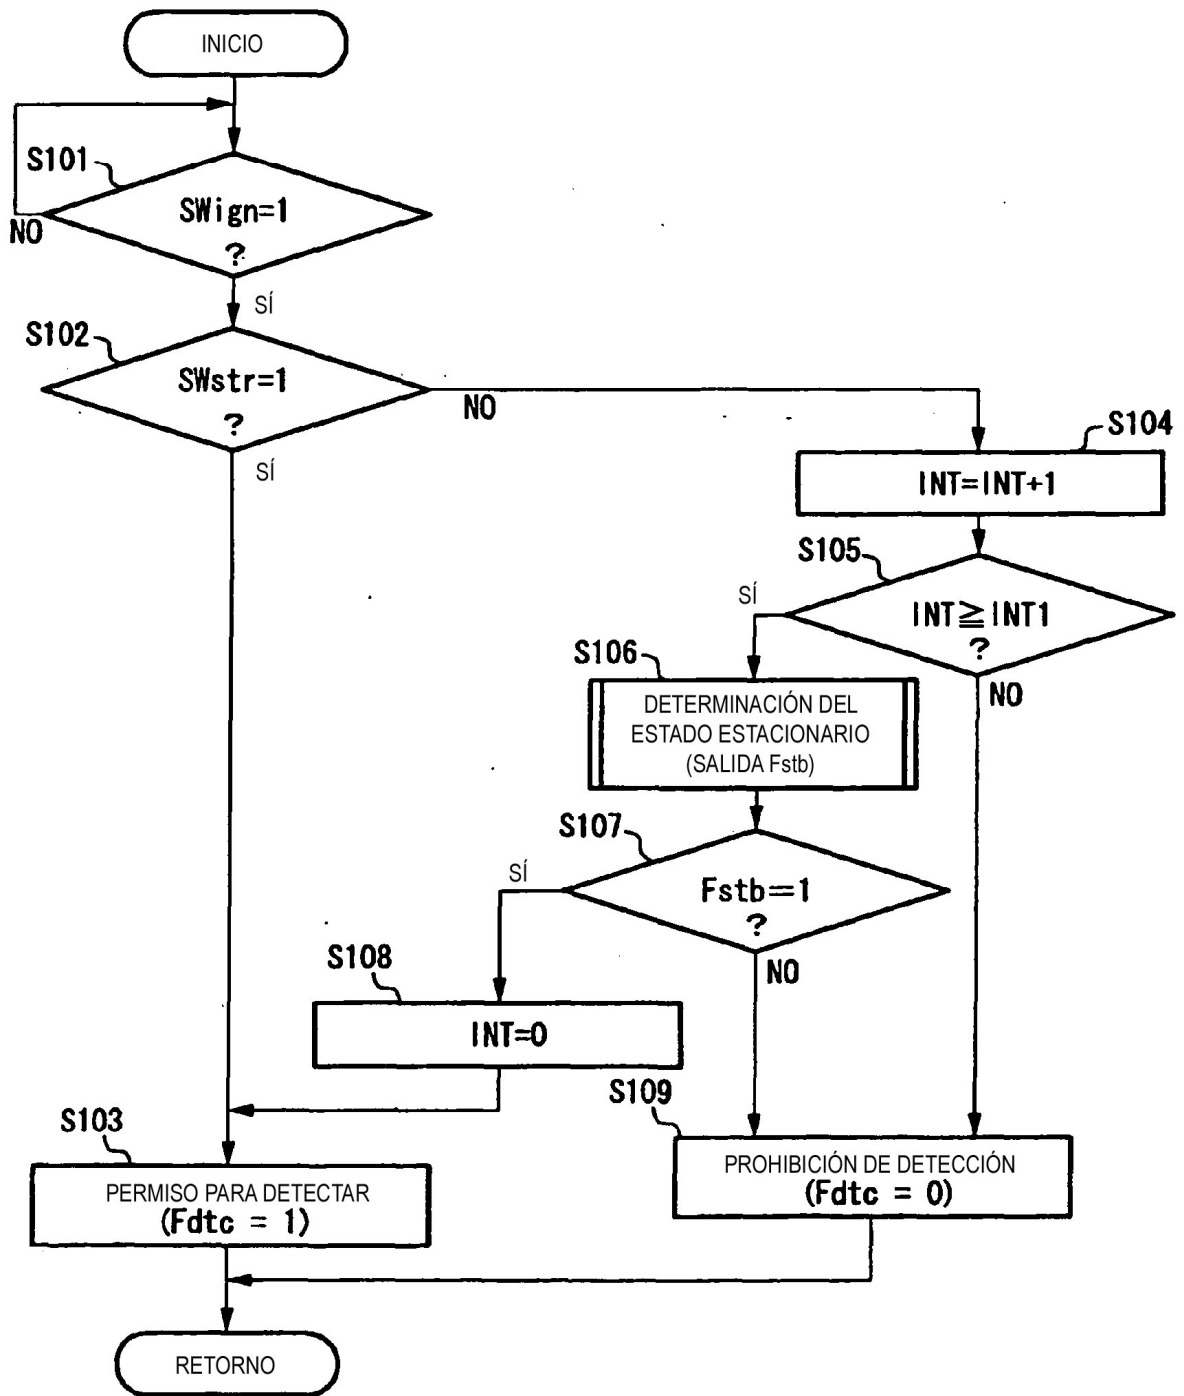 INICIO
S101
SWign=1
?
NO
SÍ
S102
SWstr=1
?
NO
SÍ
S104
INT=INT+1
S105
INT≧INT1
?
SÍ
NO
S106
DETERMINACIÓN DEL
ESTADO ESTACIONARIO
(SALIDA Fstb)
S107
Fstb=1
?
SÍ
NO
S108
INT=0
S109
PROHIBICIÓN DE DETECCIÓN
(Fdtc = 0)
S103
PERMISO PARA DETECTAR
(Fdtc = 1)
RETORNO